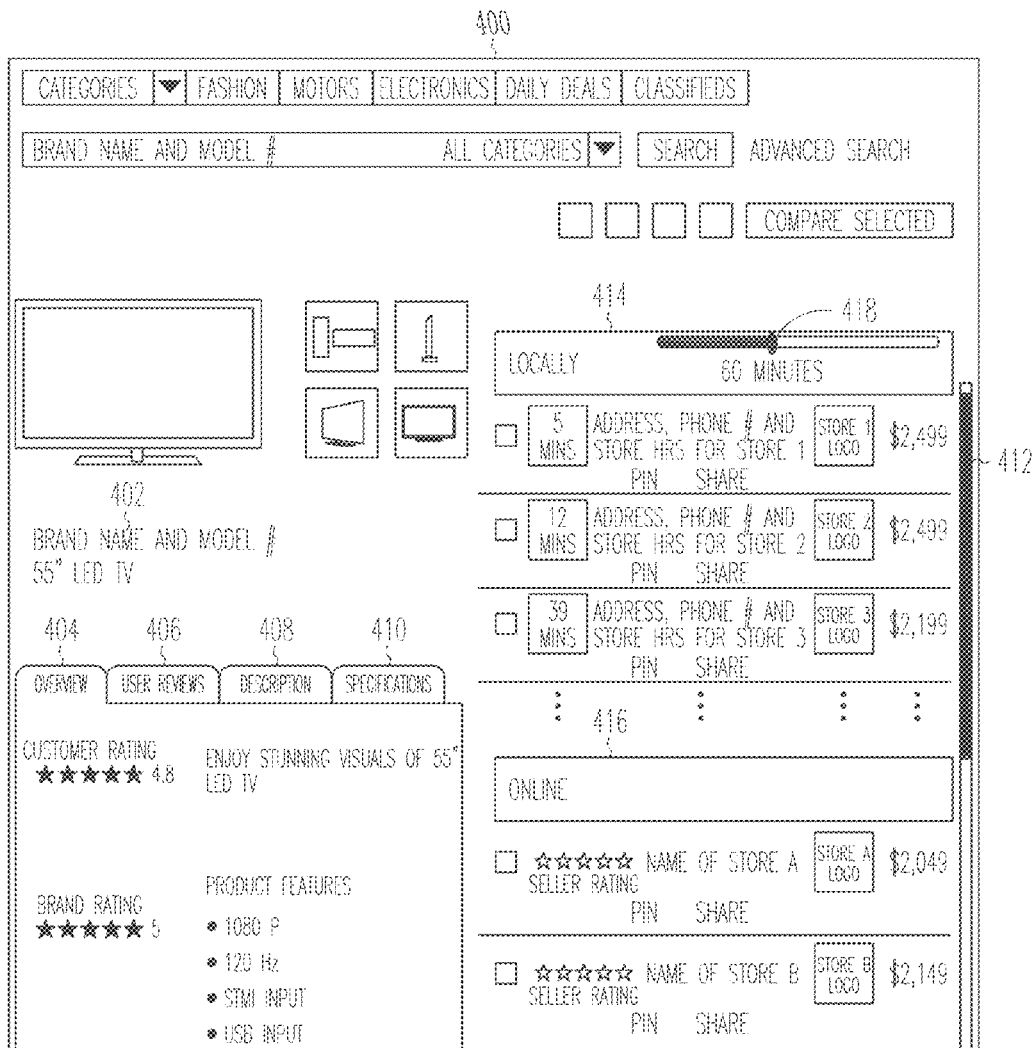 400
CATEGORIES FASHION MOTORS ELECTRONICS DAILY DEALS CLASSIFIEDS
BRAND NAME AND MODEL # ALL CATEGORIES SEARCH ADVANCED SEARCH
COMPARE SELECTED
414
418
LOCALLY
60 MINUTES
412
5 MINS
ADDRESS, PHONE # AND
STORE HRS FOR STORE 1
STORE 1
LOGO
$2,499
PIN SHARE
12 MINS
ADDRESS, PHONE # AND
STORE HRS FOR STORE 2
STORE 2
LOGO
$2,499
PIN SHARE
39 MINS
ADDRESS, PHONE # AND
STORE HRS FOR STORE 3
STORE 3
LOGO
$2,199
PIN SHARE
416
ONLINE
NAME OF STORE A
SELLER RATING
STORE A
LOGO
$2,049
PIN SHARE
NAME OF STORE B
SELLER RATING
STORE B
LOGO
$2,149
PIN SHARE
402
BRAND NAME AND MODEL #
55" LED TV
404 406 408 410
OVERVIEW USER REVIEWS DESCRIPTION SPECIFICATIONS
CUSTOMER RATING
4.8
ENJOY STUNNING VISUALS OF 55"
LED TV
BRAND RATING
5
PRODUCT FEATURES
• 1080 P
• 120 Hz
• STMI INPUT
• USB INPUT